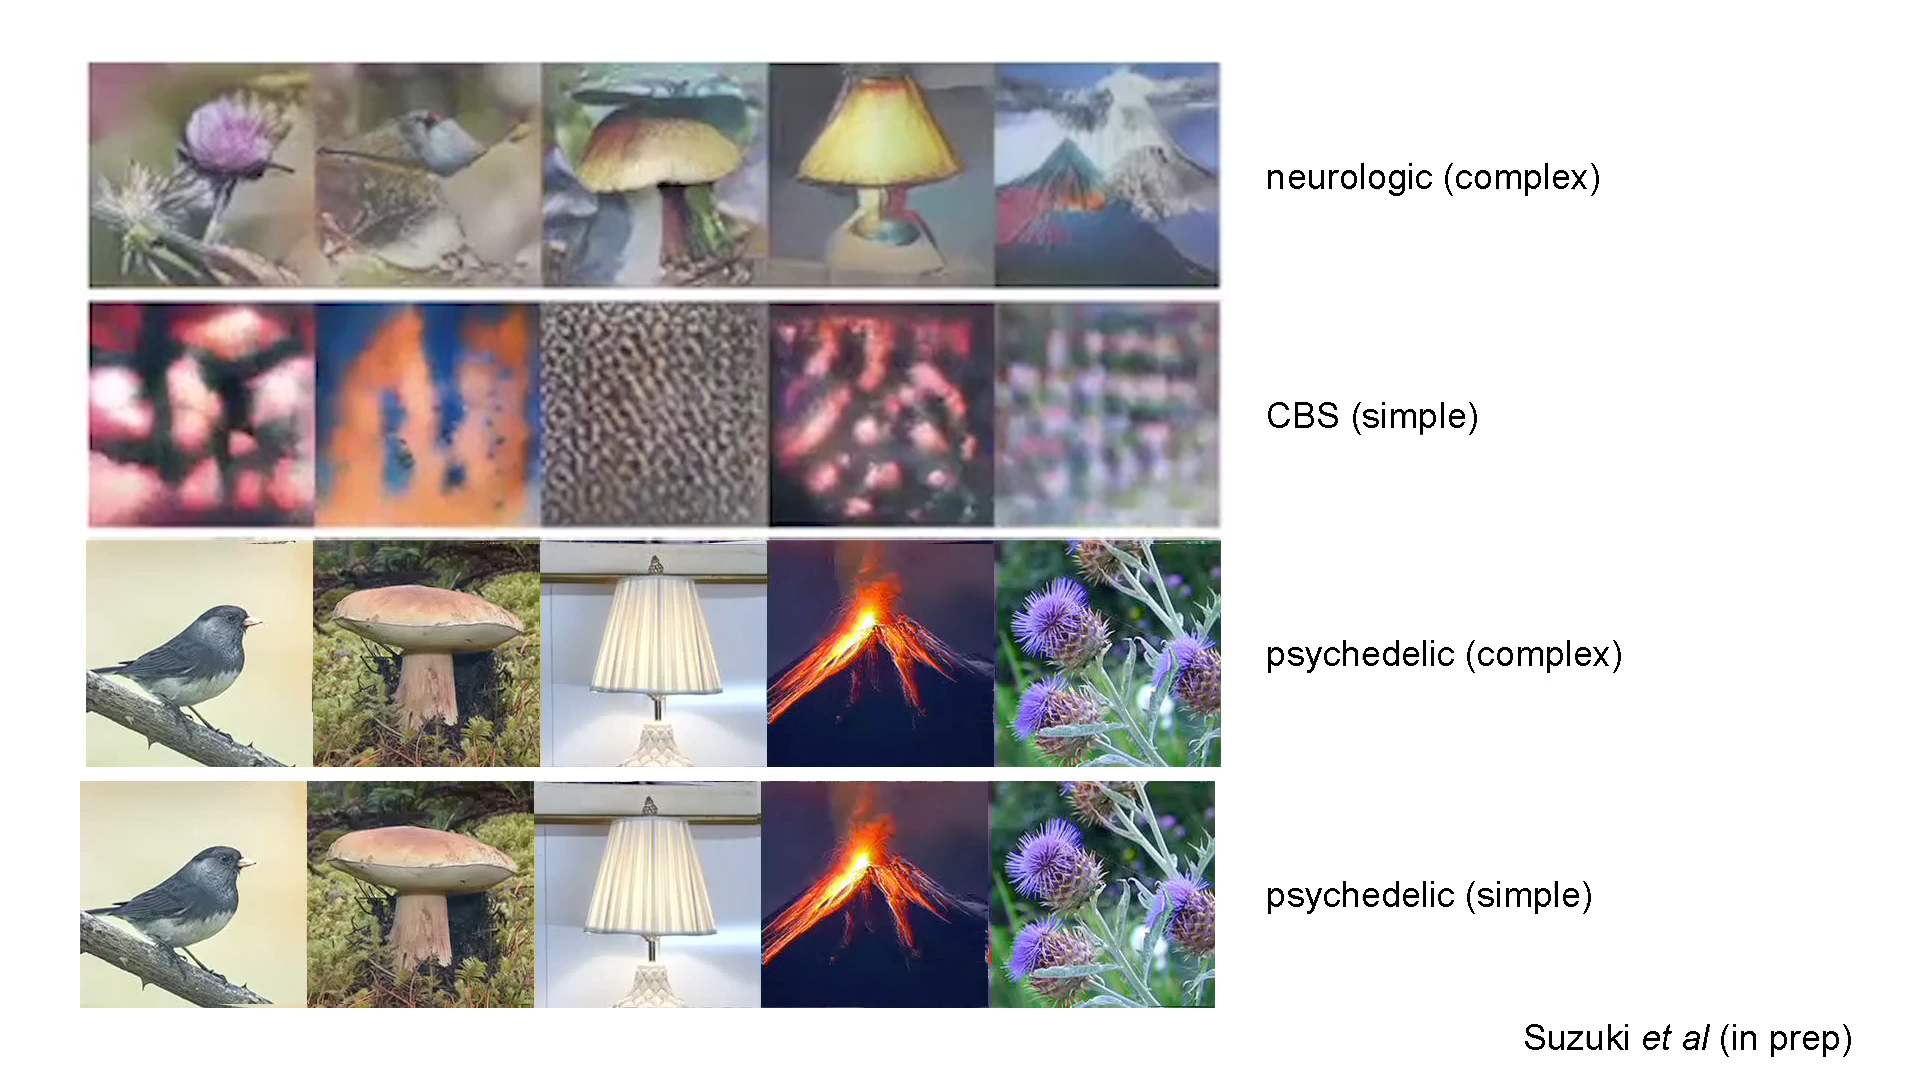 neurologic (complex)
CBS (simple)
psychedelic (complex)
psychedelic (simple)
Suzuki et al (in prep)